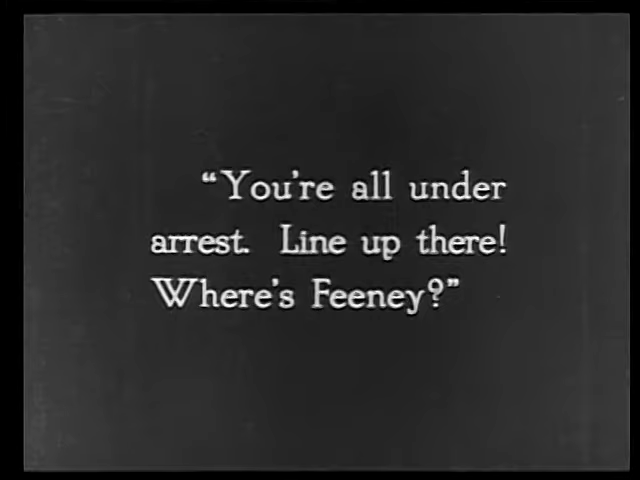 “You’re all under
arrest. Line up there!
Where’s Feeney?”